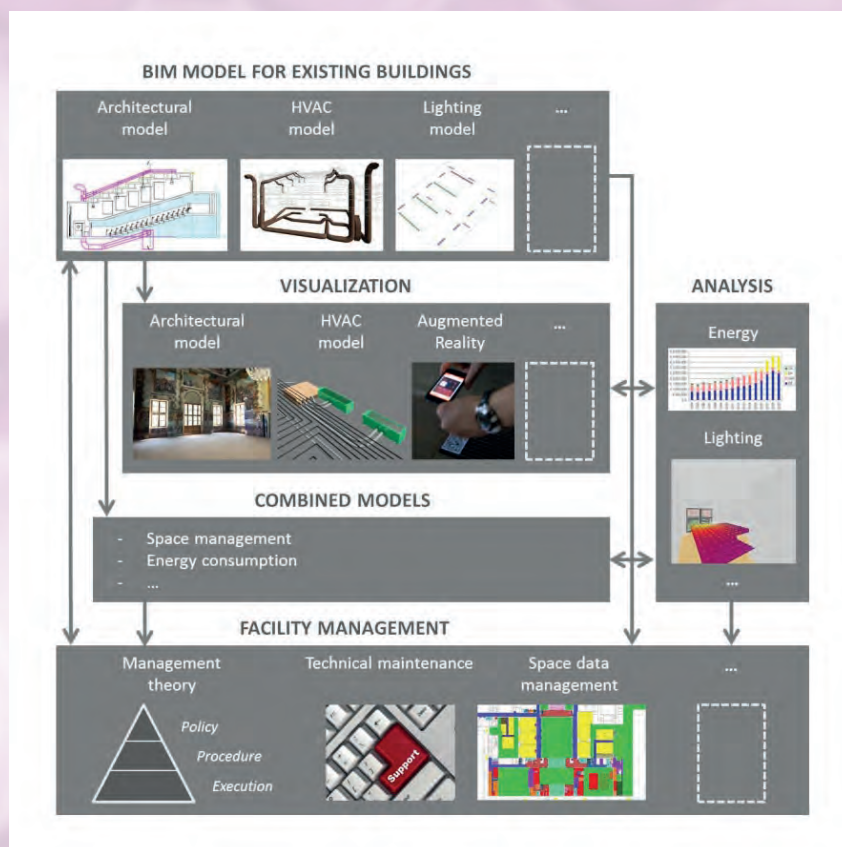 BIM MODEL FOR EXISTING BUILDINGS
Architectural
model
HVAC
model
Lighting
model
...
VISUALIZATION
Architectural
model
HVAC
model
Augmented
Reality
...
ANALYSIS
Energy
Lighting
...
COMBINED MODELS
- Space management
- Energy consumption
- ...
FACILITY MANAGEMENT
Management
theory
Policy
Procedure
Execution
Technical maintenance
Support
Space data
management
...